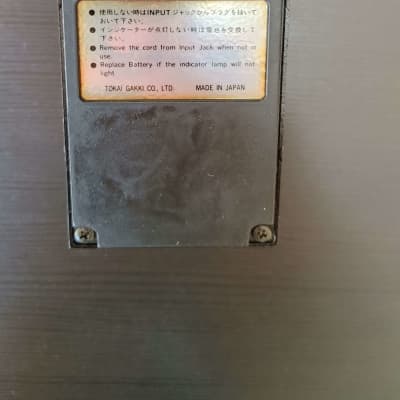 ● 使用しない時はINPUTジャックからプラグを抜いて
おいて下さい。
● インジケーターが点灯しない時は電池を交換して
下さい。
● Remove the cord from Input Jack when not in
use.
● Replace Battery if the indicator lamp will not
light.
TOKAI GAKKI CO., LTD. MADE IN JAPAN